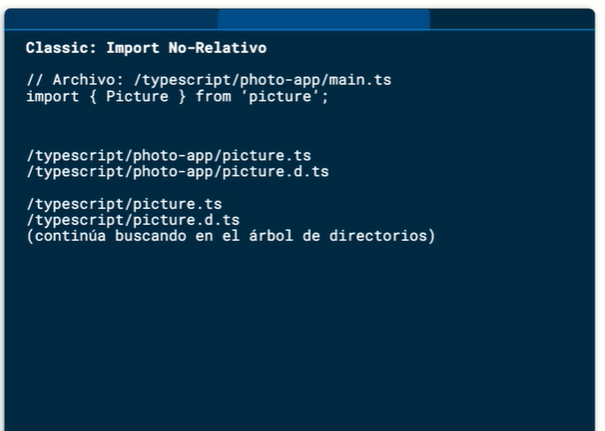 Classic: Import No-Relativo
// Archivo: /typescript/photo-app/main.ts
import { Picture } from ‘picture’;
/typescript/photo-app/picture.ts
/typescript/photo-app/picture.d.ts
/typescript/picture.ts
/typescript/picture.d.ts
(continúa buscando en el árbol de directorios)